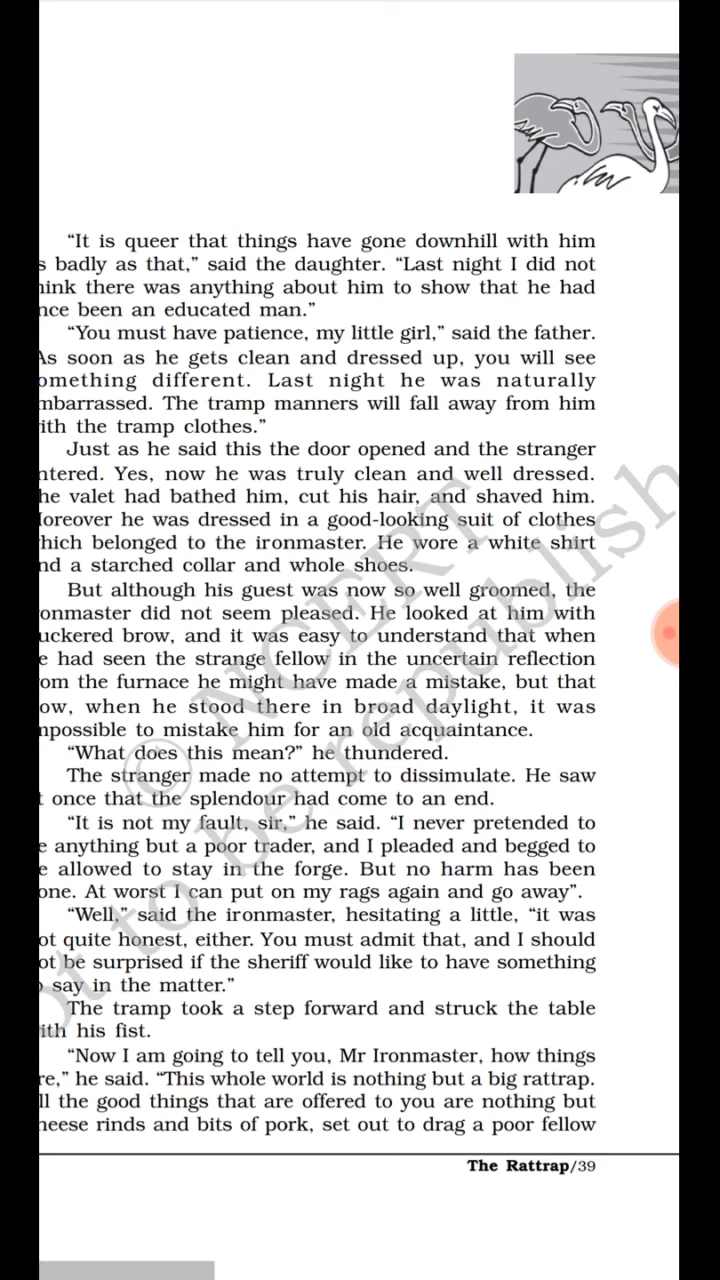 “It is queer that things have gone downhill with him
s badly as that,” said the daughter. “Last night I did not
hink there was anything about him to show that he had
nce been an educated man.”
“You must have patience, my little girl,” said the father.
As soon as he gets clean and dressed up, you will see
omething different. Last night he was naturally
mbarrassed. The tramp manners will fall away from him
ith the tramp clothes.”
Just as he said this the door opened and the stranger
ntered. Yes, now he was truly clean and well dressed.
he valet had bathed him, cut his hair, and shaved him.
oreover he was dressed in a good-looking suit of clothes
hich belonged to the ironmaster. He wore a white shirt
nd a starched collar and whole shoes.
But although his guest was now so well groomed, the
onmaster did not seem pleased. He looked at him with
uckered brow, and it was easy to understand that when
e had seen the strange fellow in the uncertain reflection
om the furnace he might have made a mistake, but that
ow, when he stood there in broad daylight, it was
mpossible to mistake him for an old acquaintance.
“What does this mean?” he thundered.
The stranger made no attempt to dissimulate. He saw
t once that the splendour had come to an end.
“It is not my fault, sir,” he said. “I never pretended to
e anything but a poor trader, and I pleaded and begged to
e allowed to stay in the forge. But no harm has been
one. At worst I can put on my rags again and go away”.
“Well,” said the ironmaster, hesitating a little, “it was
ot quite honest, either. You must admit that, and I should
ot be surprised if the sheriff would like to have something
o say in the matter.”
The tramp took a step forward and struck the table
ith his fist.
“Now I am going to tell you, Mr Ironmaster, how things
re,” he said. “This whole world is nothing but a big rattrap.
ll the good things that are offered to you are nothing but
heese rinds and bits of pork, set out to drag a poor fellow
The Rattrap/39
© NCERT
ot to be republish